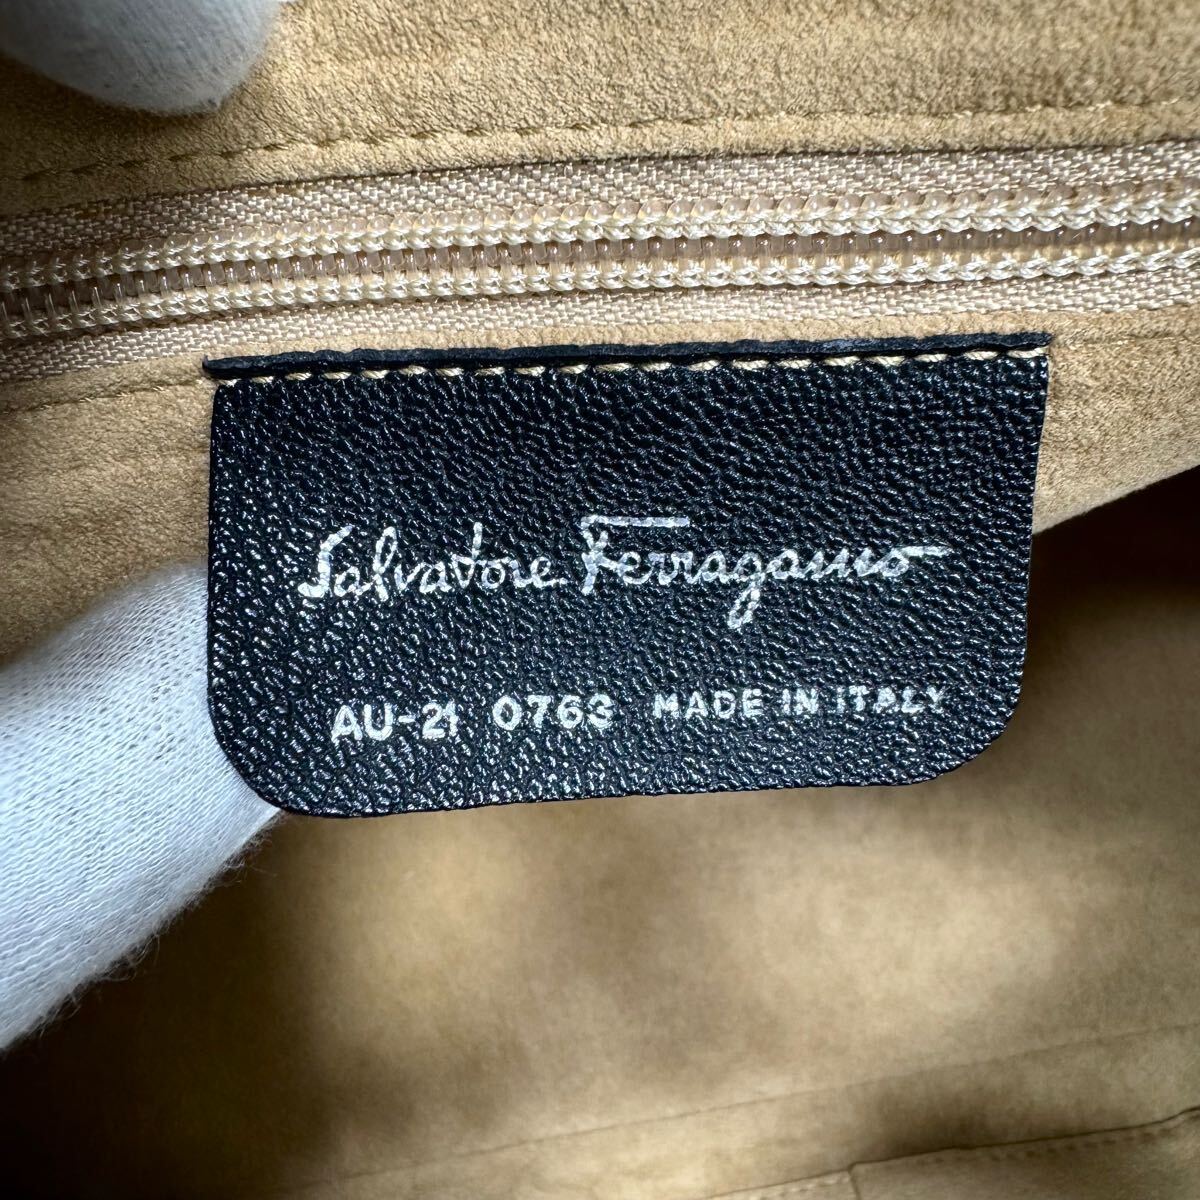 Salvatore Ferragamo
AU-21 0763 MADE IN ITALY